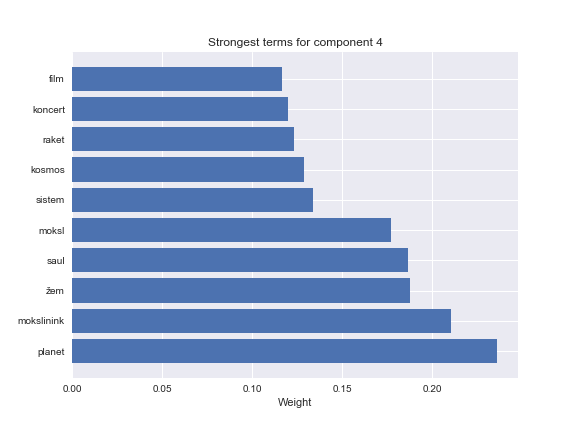 Strongest terms for component 4
film
koncert
raket
kosmos
sistem
moksl
saul
žem
mokslinink
planet
0.00 0.05 0.10 0.15 0.20
Weight